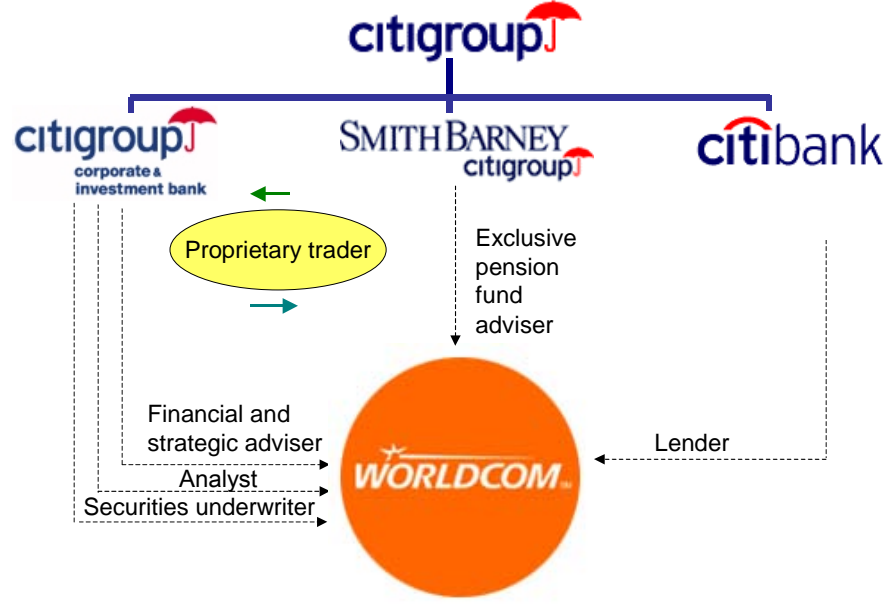 citigroup
citigroup
corporate &
investment bank
SMITH BARNEY
citigroup
citibank
Proprietary trader
Exclusive
pension
fund
adviser
Financial and
strategic adviser
Analyst
Securities underwriter
WORLDCOM
SM
Lender